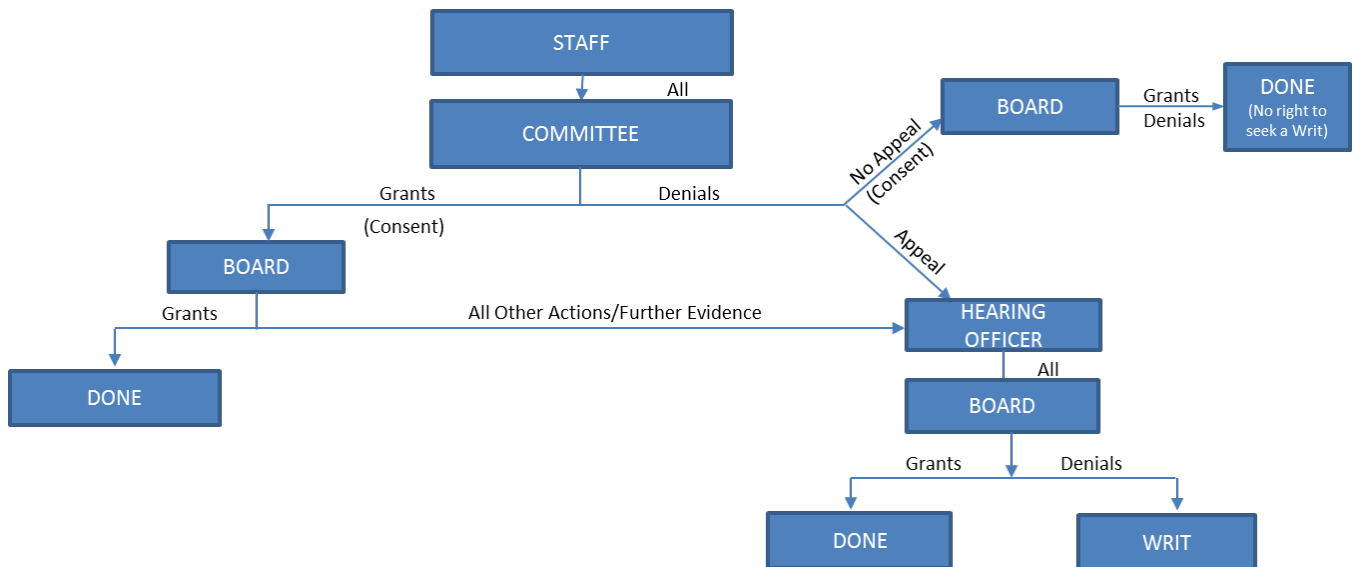 STAFF
All
COMMITTEE
BOARD
Grants
Denials
DONE
(No right to
seek a Writ)
No Appeal
(Consent)
Grants
(Consent)
Denials
Appeal
BOARD
Grants
All Other Actions/Further Evidence
HEARING
OFFICER
All
DONE
BOARD
Grants
Denials
DONE
WRIT